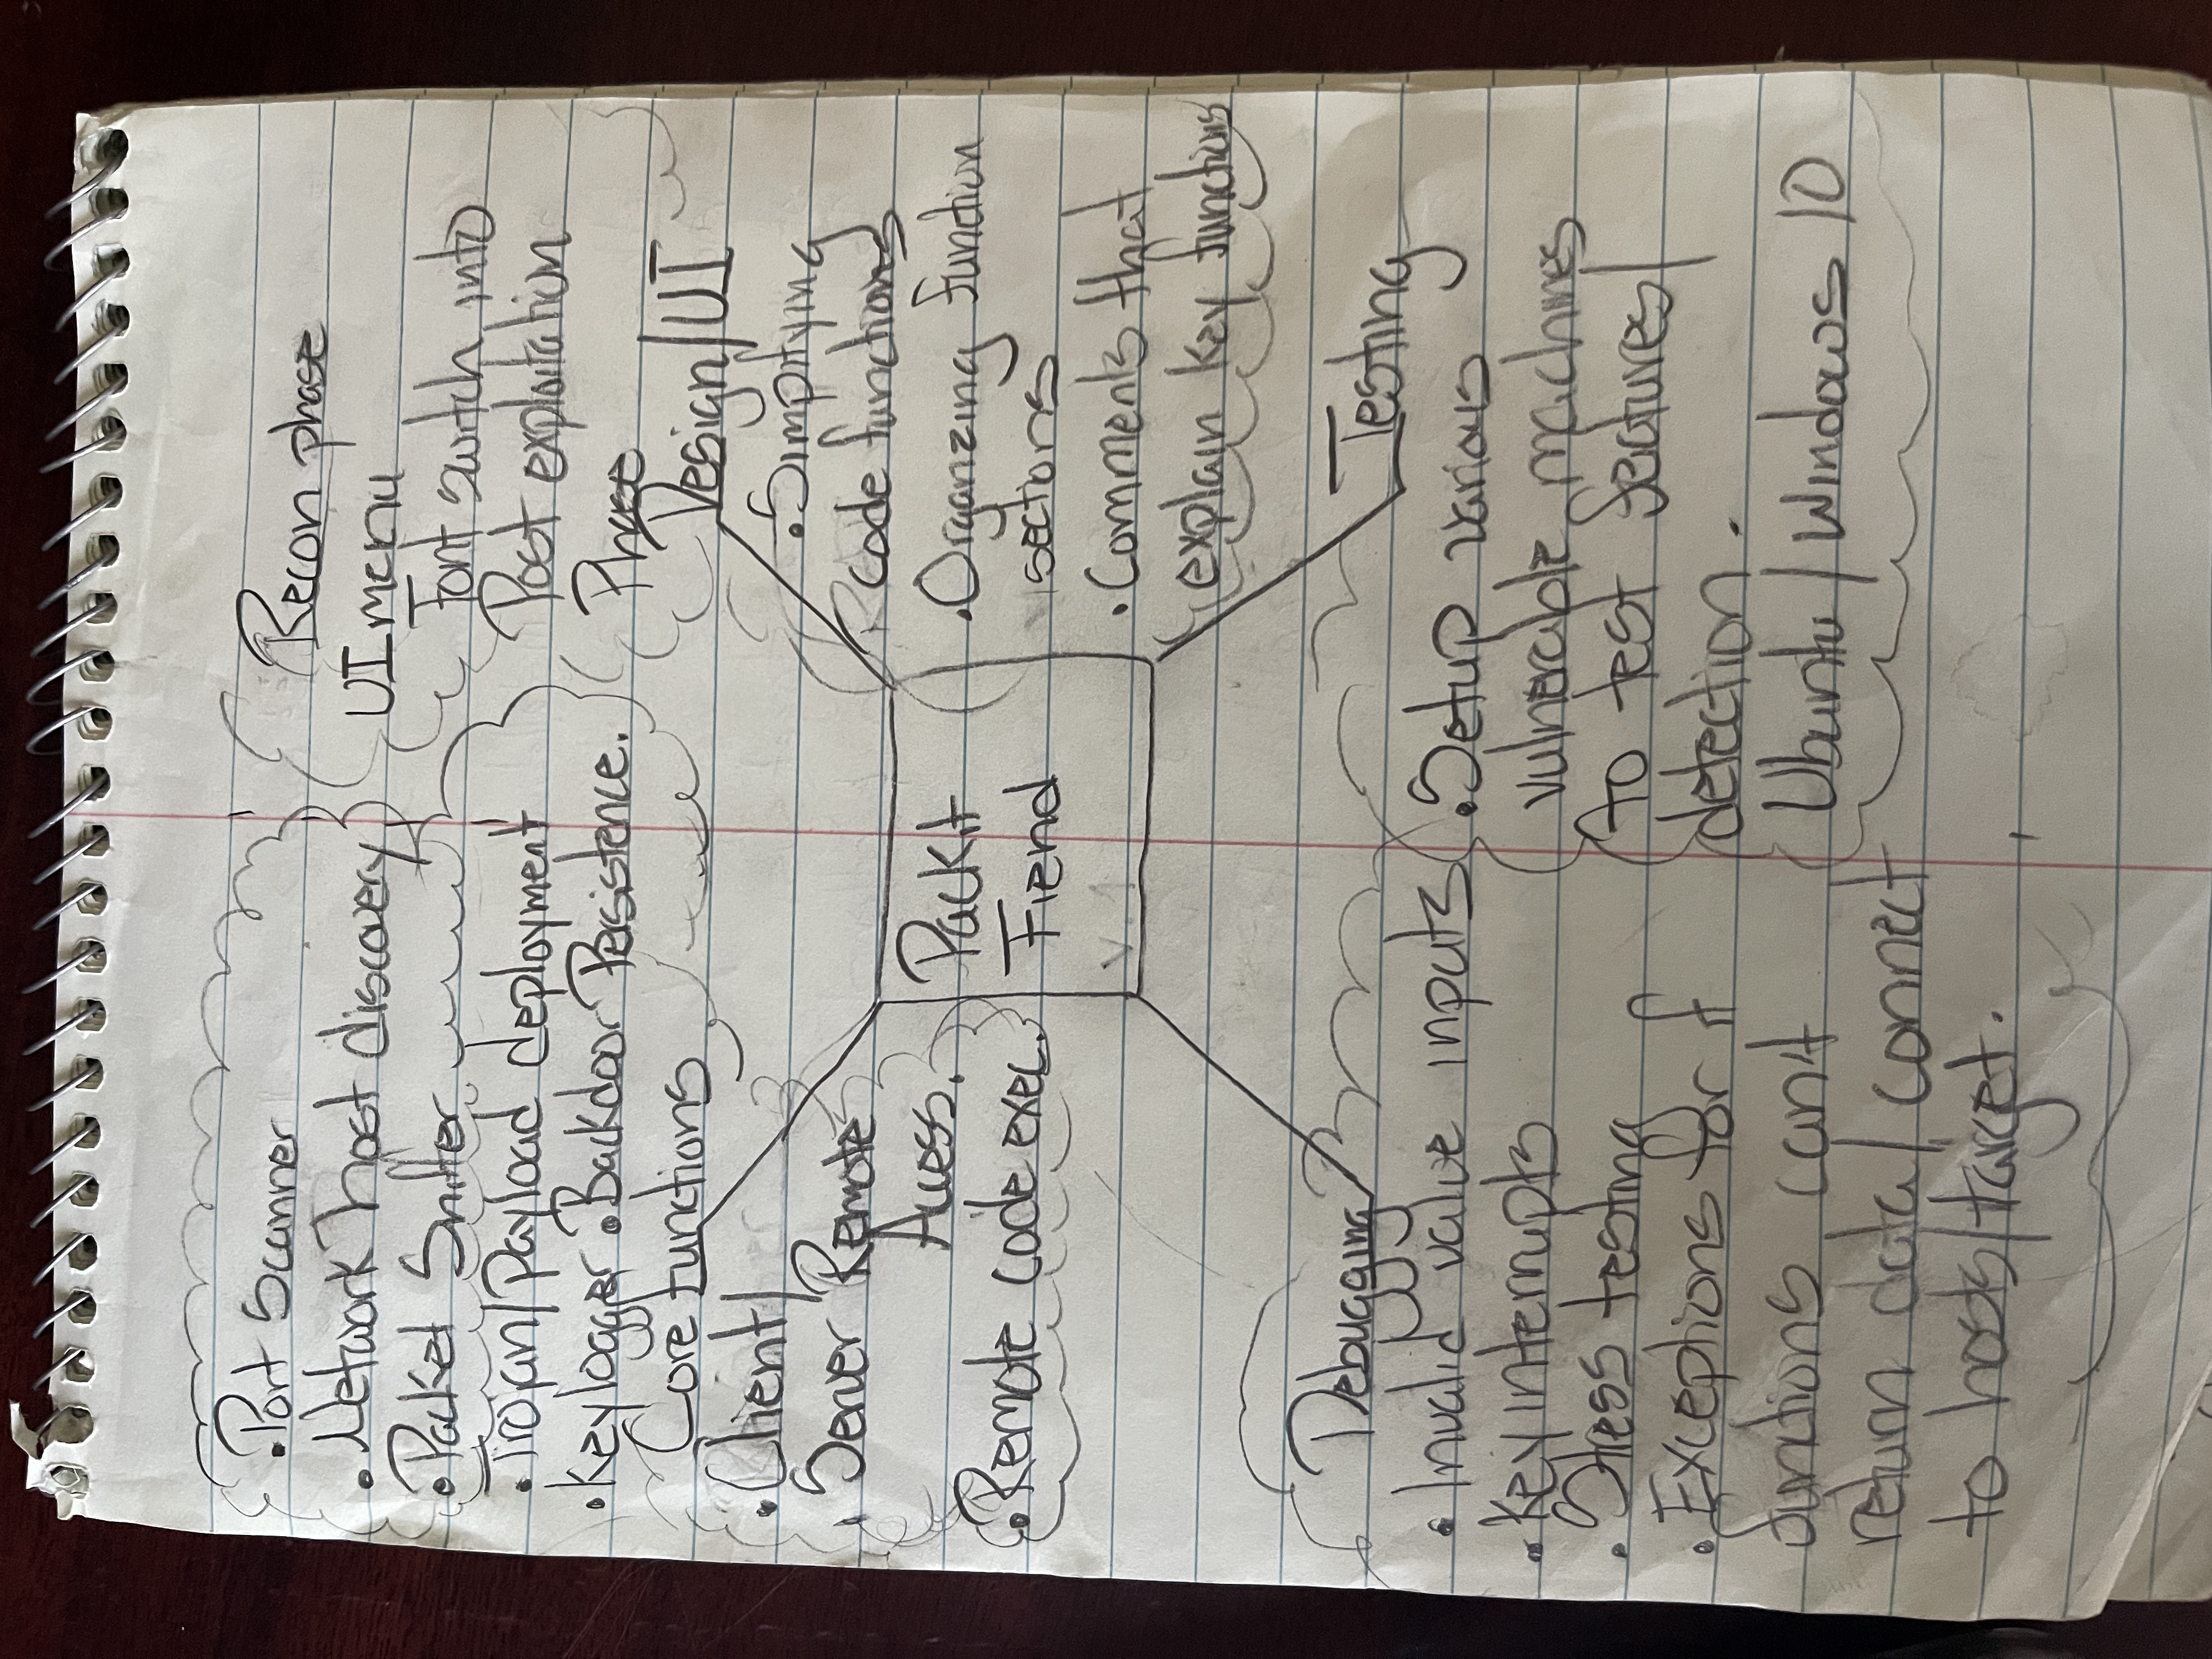 • Port Scanner
• Network host discovery
• Packet Sniffer
• Trojan/Payload deployment
• Keylogger • Backdoor Persistence.
Core functions
• Client/
Server Remote
Access.
• Remote code exec.
Recon phase
UI menu
Font switch into
Post exploitation
Phase
Design/UI
• Simpifying
code functions
• Organzing function
sections
• Comments that
explain key functions
Packit
Fiend
V.1
Debugging
• Invalid value inputs
• Key interrupts
• Stress testing
• Exceptions for if
functions can't
return data/connect
to hosts/target.
Testing
• Setup various
vulnerable machines
to test features/
detection.
Ubuntu/Windows 10